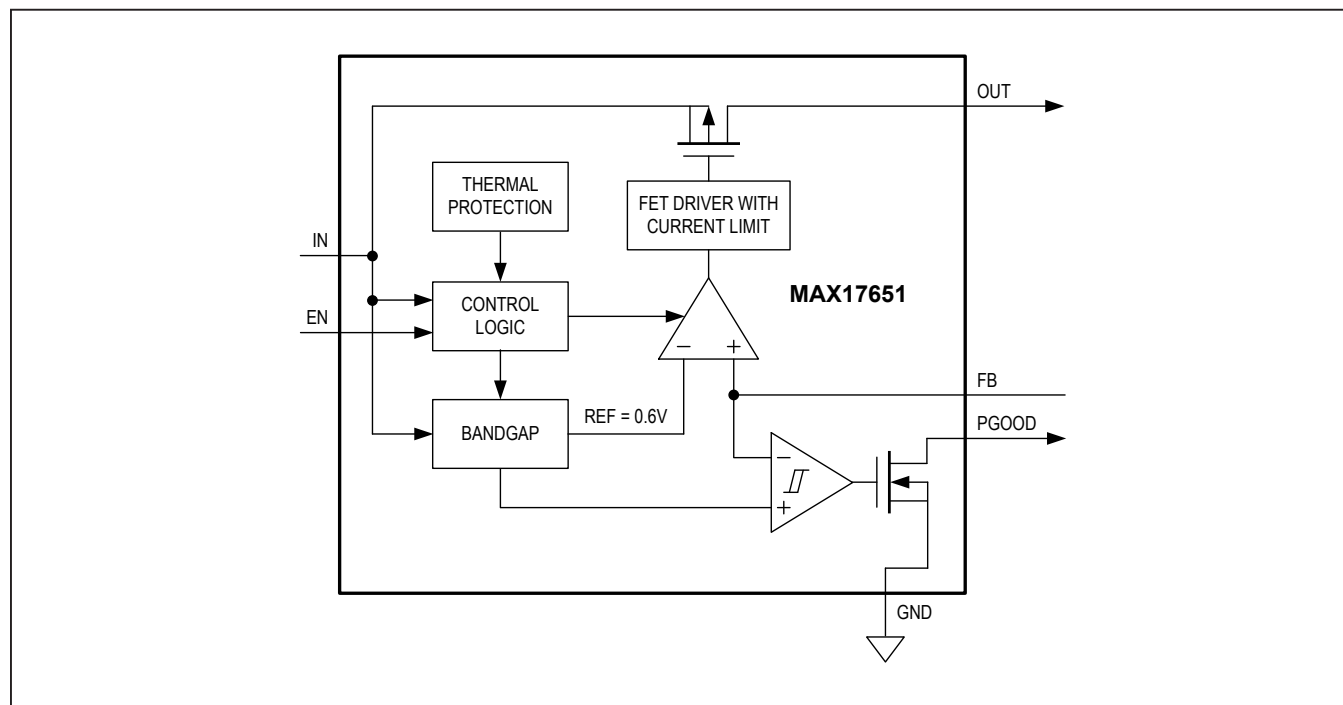 OUT
THERMAL
PROTECTION
FET DRIVER WITH
CURRENT LIMIT
IN
MAX17651
EN
CONTROL
LOGIC
− +
FB
BANDGAP
REF = 0.6V
PGOOD
−
+
GND